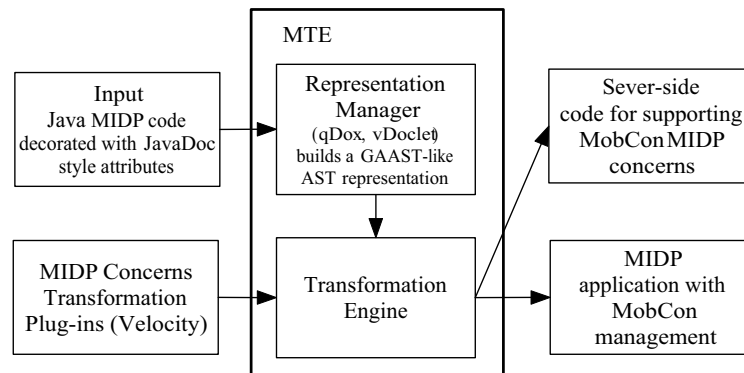 MTE
Input
Java MIDP code
decorated with JavaDoc
style attributes
Representation
Manager
(qDox, vDoclet)
builds a GAAST-like
AST representation
Sever-side
code for supporting
MobCon MIDP
concerns
MIDP Concerns
Transformation
Plug-ins (Velocity)
Transformation
Engine
MIDP
application with
MobCon
management